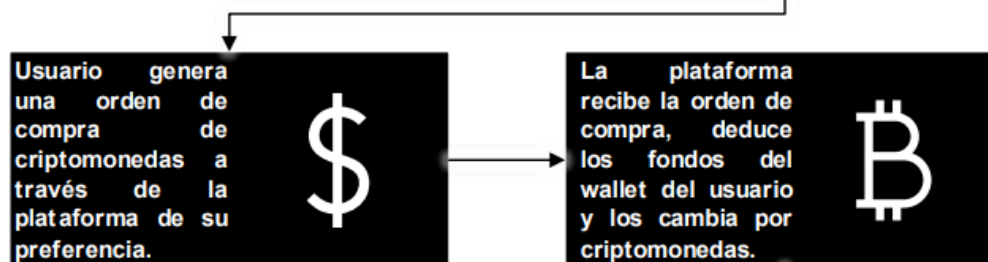 Usuario genera
una orden de
compra de
criptomonedas a
través de la
plataforma de su
preferencia.
La plataforma
recibe la orden de
compra, deduce
los fondos del
wallet del usuario
y los cambia por
criptomonedas.